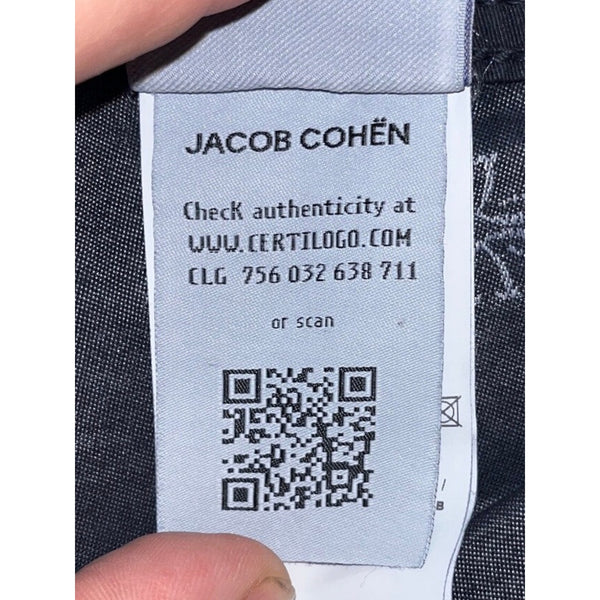 JACOB COHËN
Check authenticity at
WWW.CERTILOGO.COM
CLG 756 032 638 711
or scan